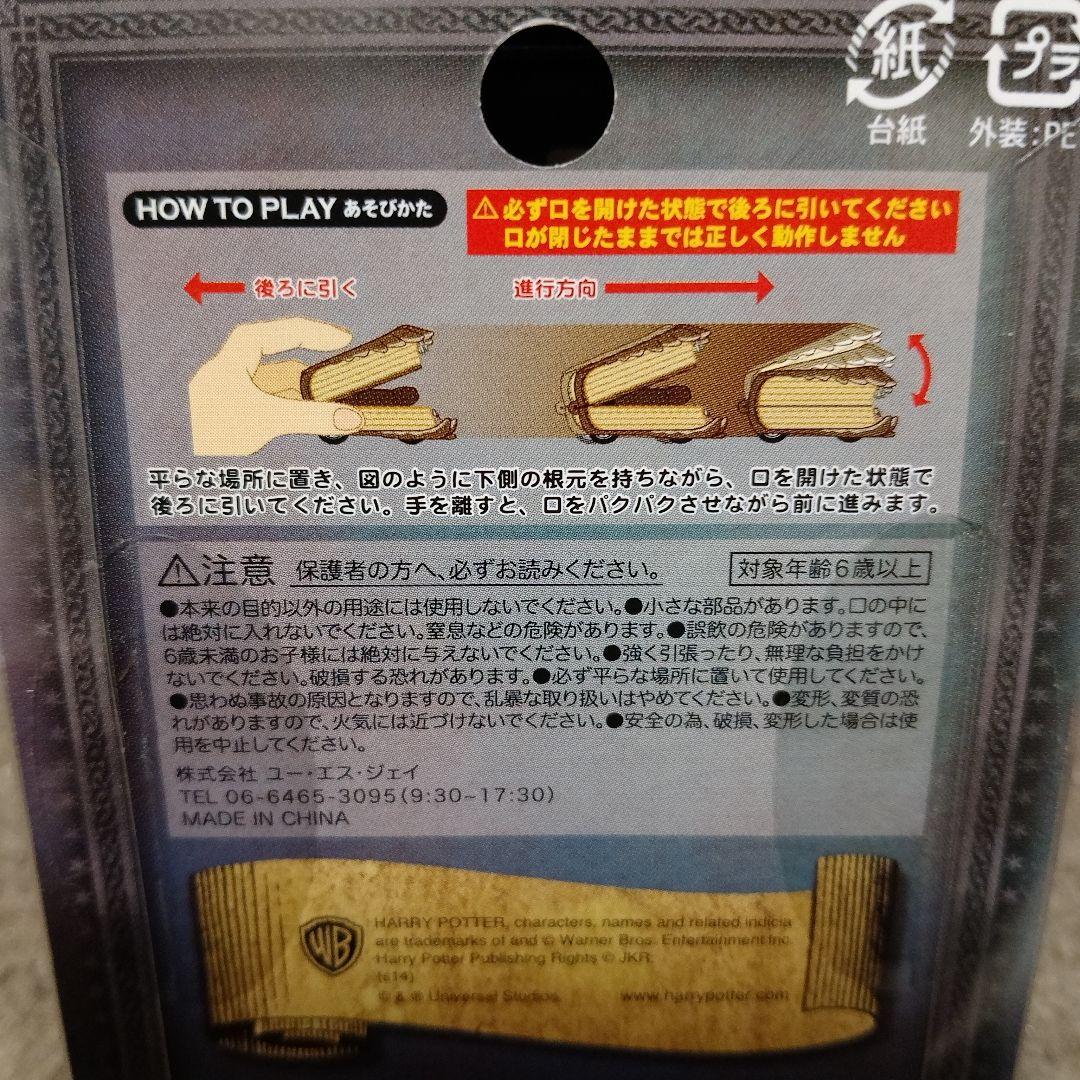 紙
プラ
台紙
外装:PE
HOW TO PLAY あそびかた
⚠必ず口を開けた状態で後ろに引いてください
口が閉じたままでは正しく動作しません
後ろに引く
進行方向
平らな場所に置き、図のように下側の根元を持ちながら、口を開けた状態で
後ろに引いてください。手を離すと、口をパクパクさせながら前に進みます。
⚠注意 保護者の方へ、必ずお読みください。 対象年齢6歳以上
●本来の目的以外の用途には使用しないでください。●小さな部品があります。口の中に
は絶対に入れないでください。窒息などの危険があります。●誤飲の危険がありますので、
6歳未満のお子様には絶対に与えないでください。●強く引張ったり、無理な負担をかけ
ないでください。破損する恐れがあります。●必ず平らな場所に置いて使用してください。
●思わぬ事故の原因となりますので、乱暴な取り扱いはやめてください。●変形、変質の恐
れがありますので、火気には近づけないでください。●安全の為、破損、変形した場合は使
用を中止してください。
株式会社 ユー・エス・ジェイ
TEL 06-6465-3095(9:30~17:30)
MADE IN CHINA
WB
HARRY POTTER, characters, names and related indicia
are trademarks of and © Warner Bros. Entertainment Inc.
Harry Potter Publishing Rights © JKR.
(s14)
© & ® Universal Studios. www.harrypotter.com